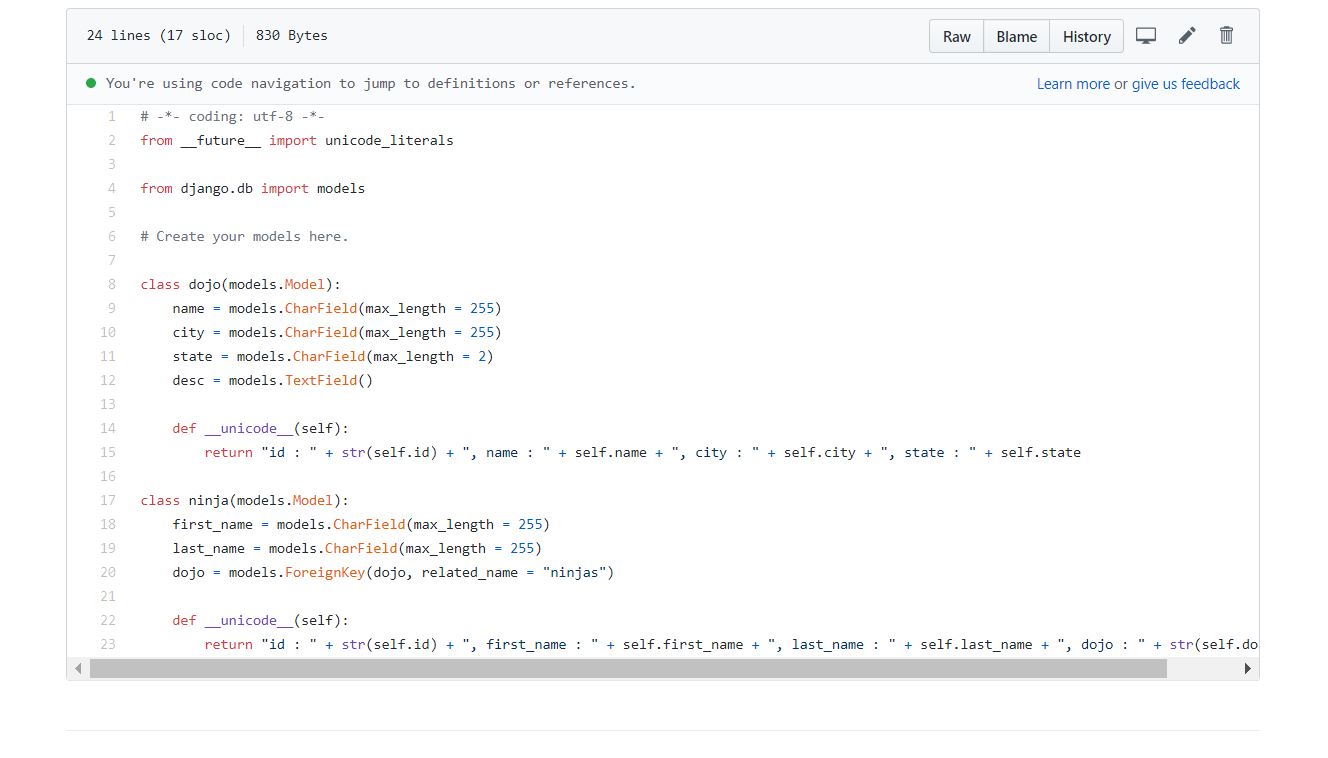 24 lines (17 sloc) 830 Bytes Raw Blame History
You're using code navigation to jump to definitions or references. Learn more or give us feedback
1 # -*- coding: utf-8 -*-
2 from __future__ import unicode_literals
3
4 from django.db import models
5
6 # Create your models here.
7
8 class dojo(models.Model):
9 name = models.CharField(max_length = 255)
10 city = models.CharField(max_length = 255)
11 state = models.CharField(max_length = 2)
12 desc = models.TextField()
13
14 def __unicode__(self):
15 return "id : " + str(self.id) + ", name : " + self.name + ", city : " + self.city + ", state : " + self.state
16
17 class ninja(models.Model):
18 first_name = models.CharField(max_length = 255)
19 last_name = models.CharField(max_length = 255)
20 dojo = models.ForeignKey(dojo, related_name = "ninjas")
21
22 def __unicode__(self):
23 return "id : " + str(self.id) + ", first_name : " + self.first_name + ", last_name : " + self.last_name + ", dojo : " + str(self.do